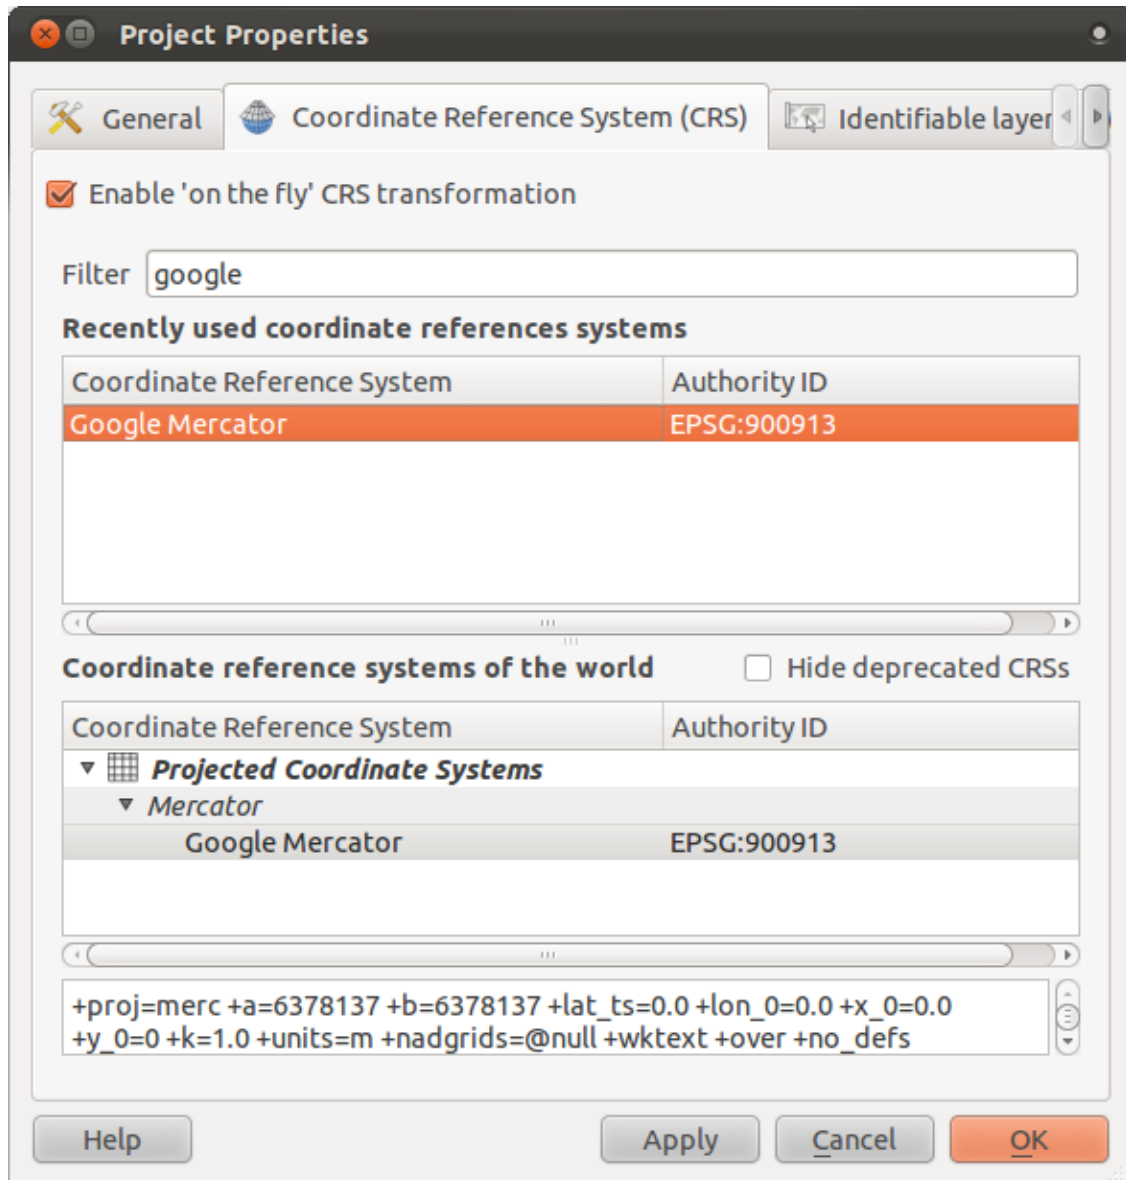 Project Properties
General
Coordinate Reference System (CRS)
Identifiable layer
Enable 'on the fly' CRS transformation
Filter google
Recently used coordinate references systems
Coordinate Reference System Authority ID
Google Mercator EPSG:900913
Coordinate reference systems of the world Hide deprecated CRSs
Coordinate Reference System Authority ID
Projected Coordinate Systems
Mercator
Google Mercator EPSG:900913
+proj=merc +a=6378137 +b=6378137 +lat_ts=0.0 +lon_0=0.0 +x_0=0.0
+y_0=0 +k=1.0 +units=m +nadgrids=@null +wktext +over +no_defs
Help Apply Cancel OK